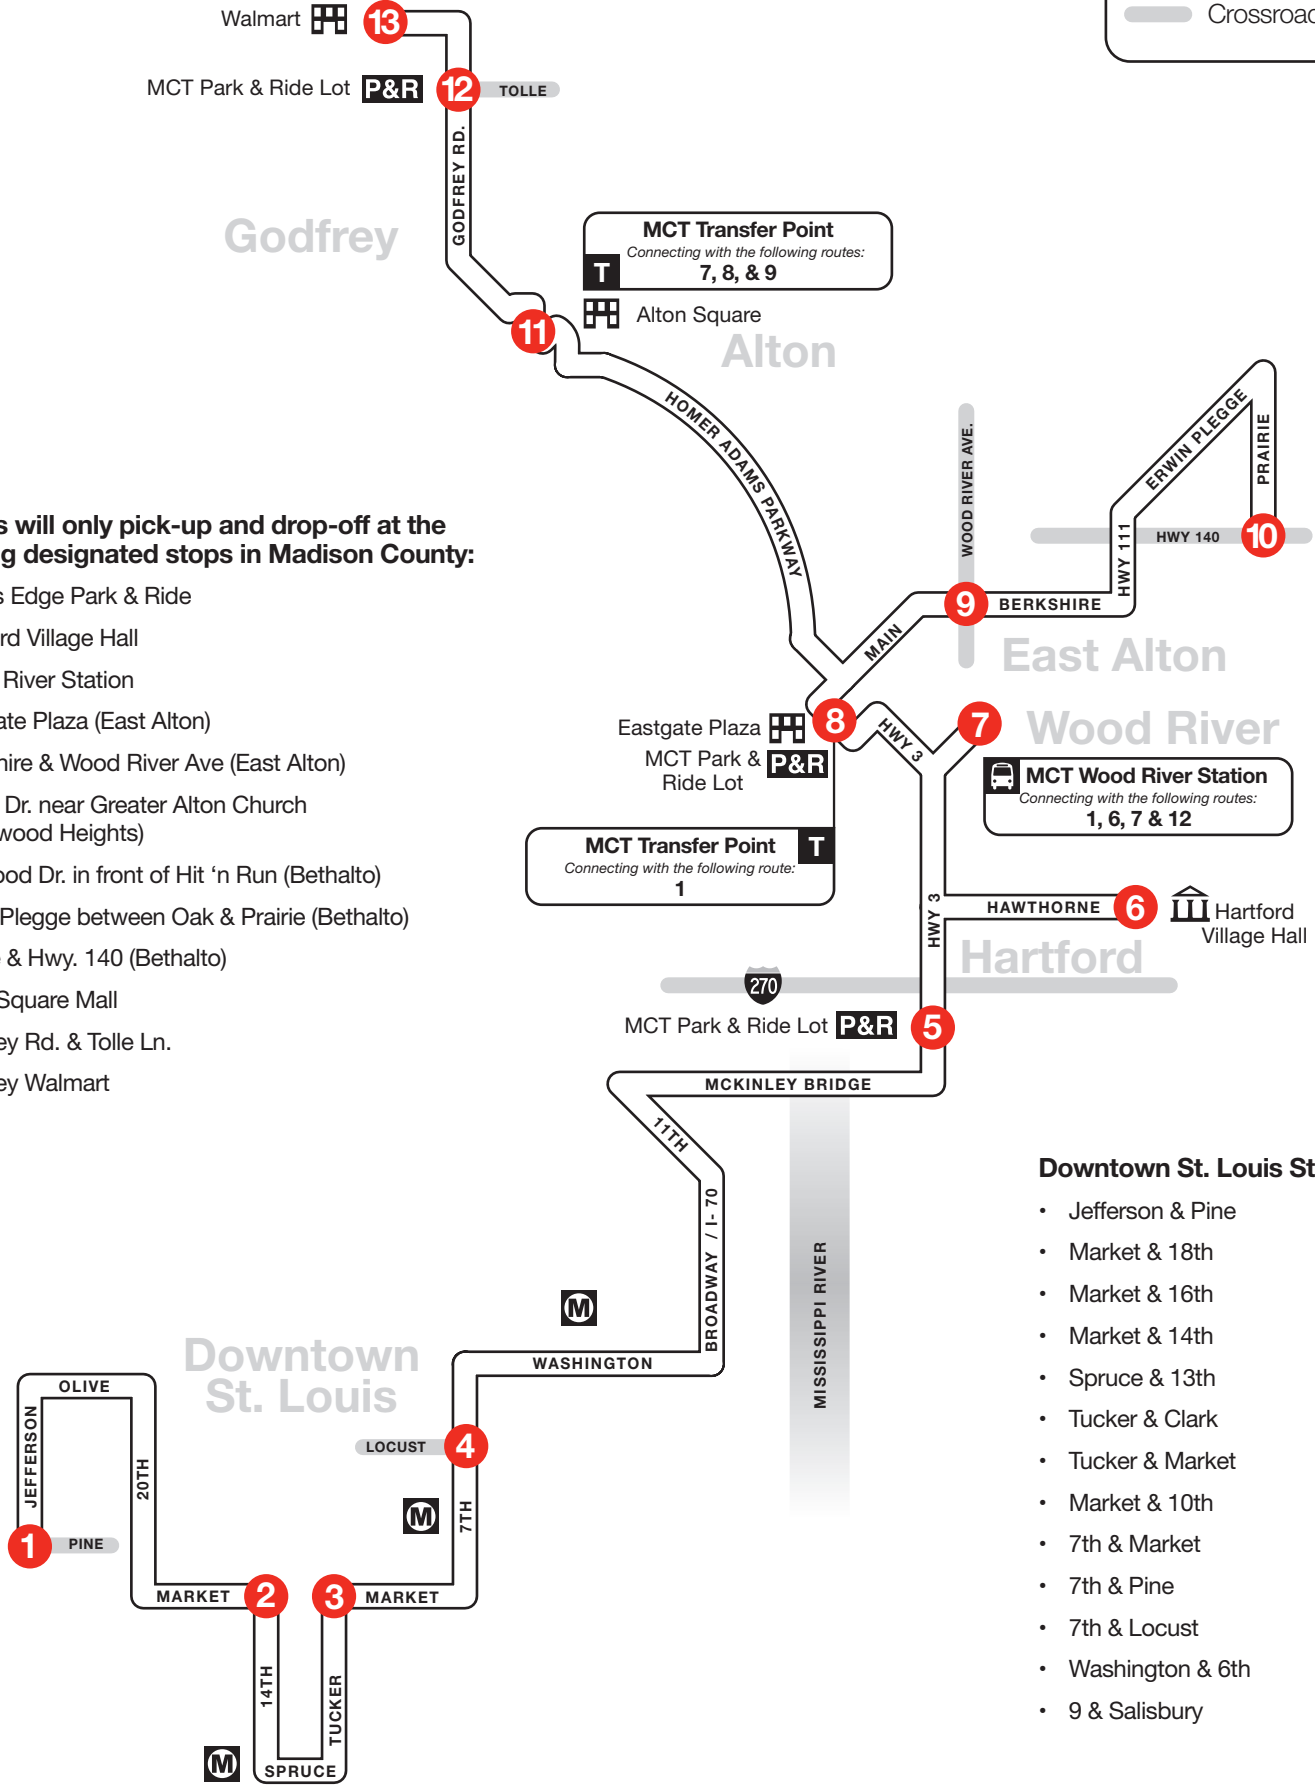 Walmart
13
MCT Park & Ride Lot
P&R
12
TOLLE
GODFREY RD.
Godfrey
MCT Transfer Point
Connecting with the following routes:
T
7, 8, & 9
Alton Square
11
Alton
HOMER ADAMS PARKWAY
WOOD RIVER AVE.
ERWIN PLEGGE
PRAIRIE
HWY 111
HWY 140
10
9
BERKSHIRE
MAIN
East Alton
will only pick-up and drop-off at the
designated stops in Madison County:
Edge Park & Ride
Village Hall
River Station
Plaza (East Alton)
& Wood River Ave (East Alton)
Dr. near Greater Alton Church
Heights)
Dr. in front of Hit ‘n Run (Bethalto)
Plegge between Oak & Prairie (Bethalto)
& Hwy. 140 (Bethalto)
Square Mall
Rd. & Tolle Ln.
Walmart
Eastgate Plaza
8
MCT Park &
Ride Lot
P&R
HWY 3
7
Wood River
MCT Wood River Station
Connecting with the following routes:
1, 6, 7 & 12
MCT Transfer Point
T
Connecting with the following route:
1
HWY 3
HAWTHORNE
6
Hartford
Village Hall
Hartford
270
MCT Park & Ride Lot
P&R
5
MCKINLEY BRIDGE
11TH
BROADWAY / I- 70
MISSISSIPPI RIVER
M
WASHINGTON
Downtown
St. Louis
LOCUST
4
M
7TH
OLIVE
JEFFERSON
20TH
1
PINE
MARKET
2
3
MARKET
14TH
TUCKER
M
SPRUCE
Downtown St. Louis
• Jefferson & Pine
• Market & 18th
• Market & 16th
• Market & 14th
• Spruce & 13th
• Tucker & Clark
• Tucker & Market
• Market & 10th
• 7th & Market
• 7th & Pine
• 7th & Locust
• Washington & 6th
• 9 & Salisbury